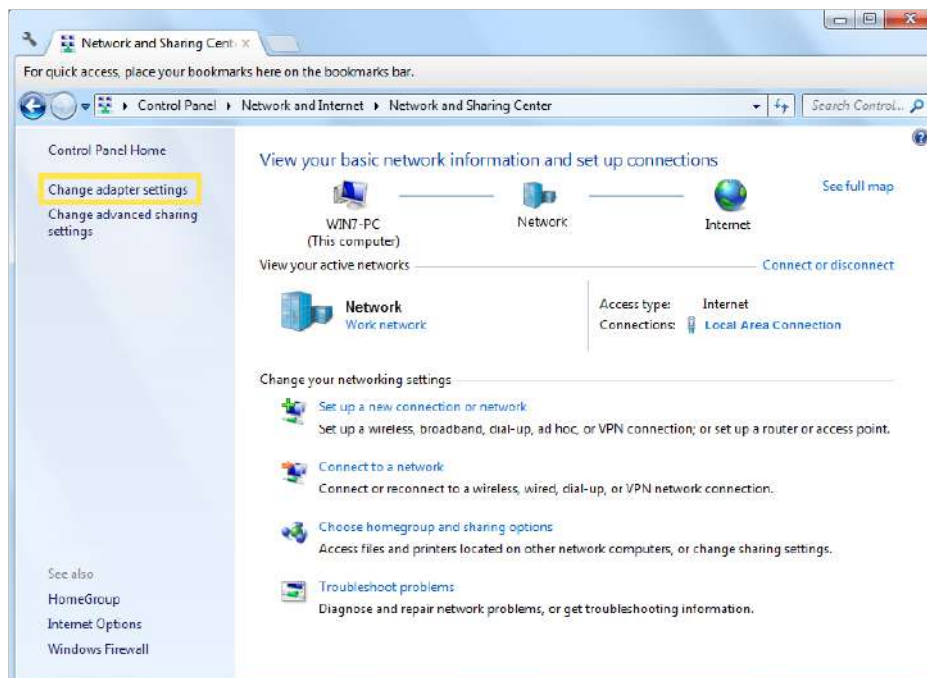 Network and Sharing Cent
For quick access, place your bookmarks here on the bookmarks bar.
Control Panel Network and Internet Network and Sharing Center
Search Control...
Control Panel Home
Change adapter settings
Change advanced sharing
settings
View your basic network information and set up connections
See full map
WIN7-PC
(This computer)
Network
Internet
View your active networks
Connect or disconnect
Network
Work network
Access type: Internet
Connections: Local Area Connection
Change your networking settings
Set up a new connection or network
Set up a wireless, broadband, dial-up, ad hoc, or VPN connection; or set up a router or access point.
Connect to a network
Connect or reconnect to a wireless, wired, dial-up, or VPN network connection.
Choose homegroup and sharing options
Access files and printers located on other network computers, or change sharing settings.
Troubleshoot problems
Diagnose and repair network problems, or get troubleshooting information.
See also
HomeGroup
Internet Options
Windows Firewall